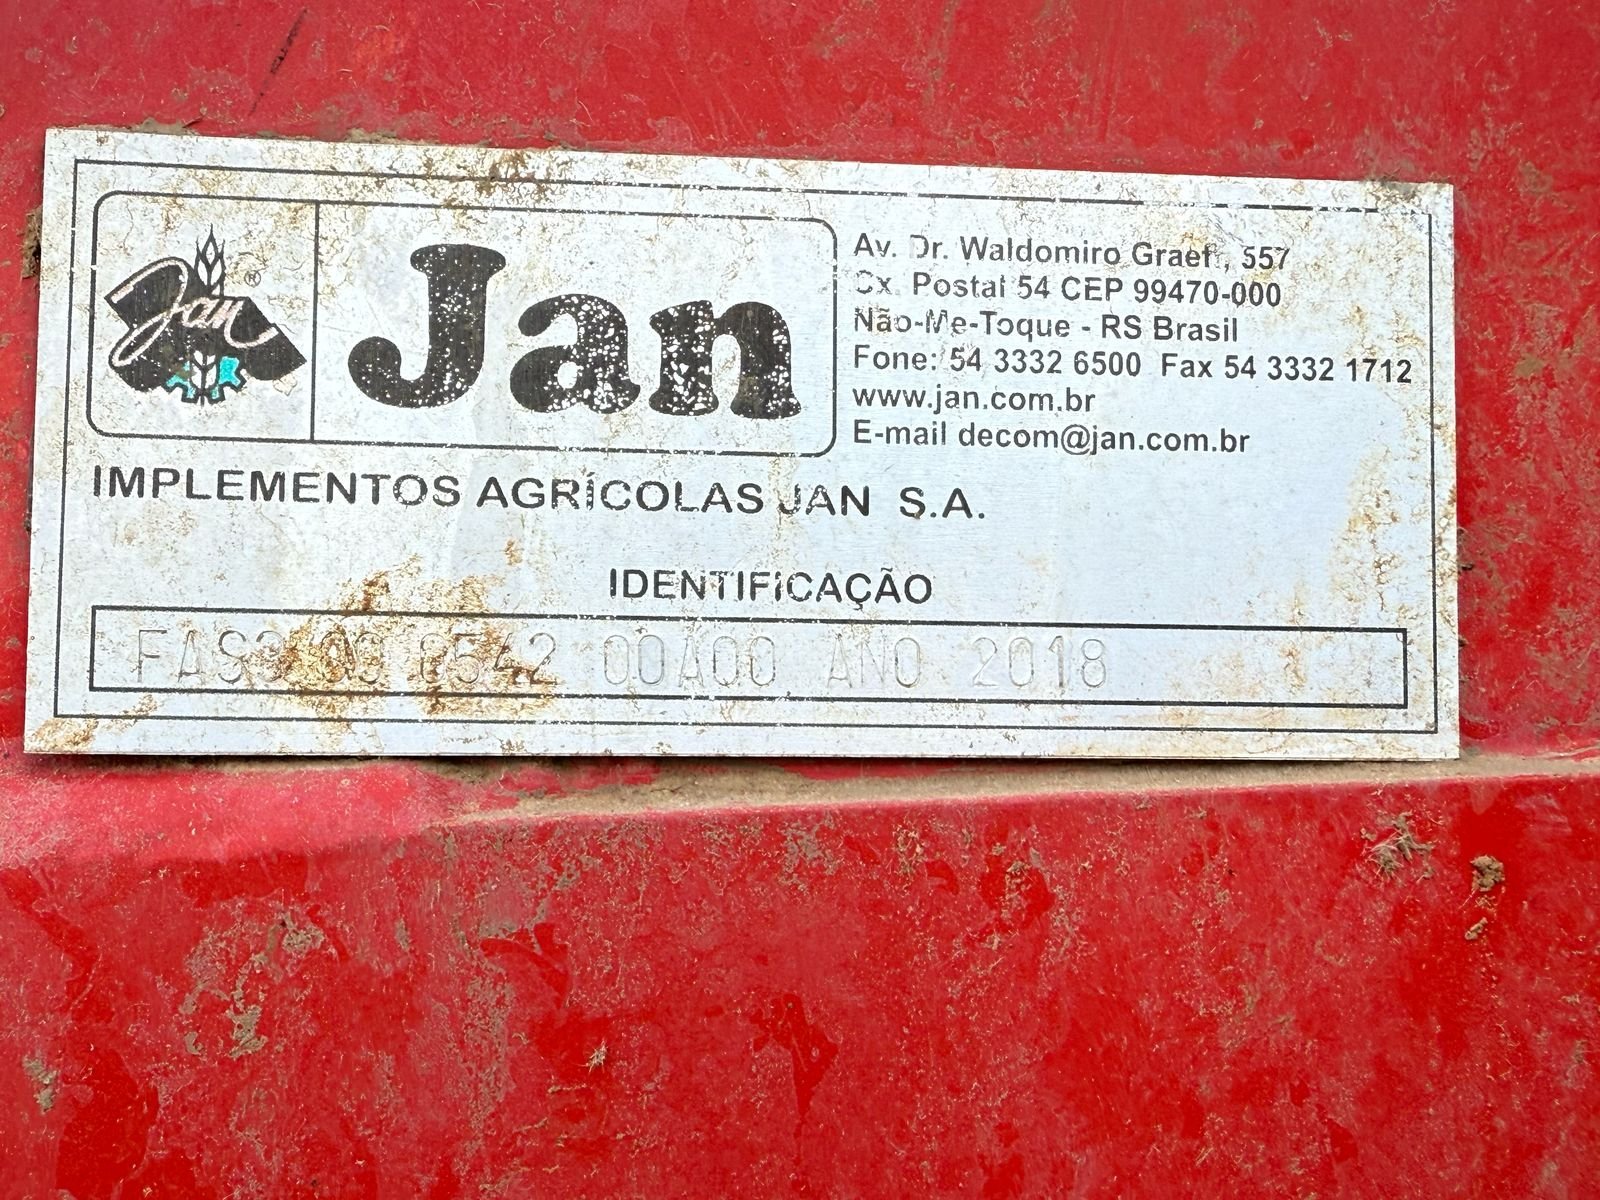 Jan
Jan
Av. Dr. Waldomiro Graef, 557
Cx. Postal 54 CEP 99470-000
Não-Me-Toque - RS Brasil
Fone: 54 3332 6500 Fax 54 3332 1712
www.jan.com.br
E-mail decom@jan.com.br
IMPLEMENTOS AGRÍCOLAS JAN S.A.
IDENTIFICAÇÃO
00A00 ANO 2018